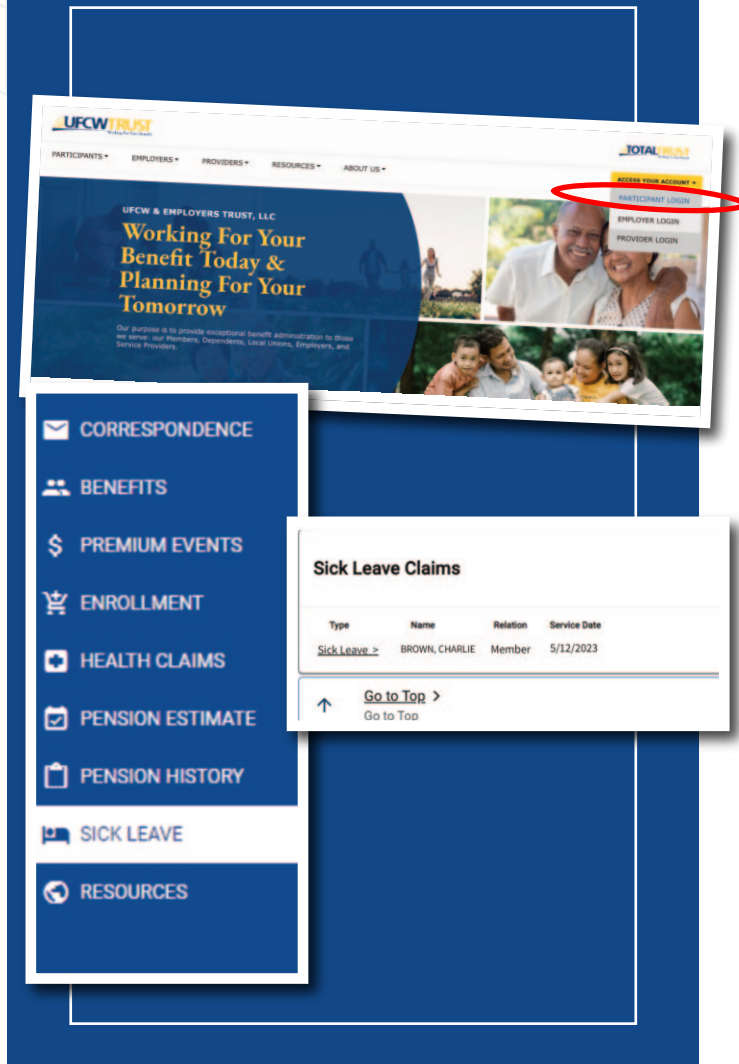 UFCWTRUST
Working for Your Benefit
TOTALTRUST
PARTICIPANTS
EMPLOYERS
PROVIDERS
RESOURCES
ABOUT US
ACCESS YOUR ACCOUNT
PARTICIPANT LOGIN
EMPLOYER LOGIN
PROVIDER LOGIN
UFCW & EMPLOYERS TRUST, LLC
Working For Your
Benefit Today &
Planning For Your
Tomorrow
Our purpose is to provide exceptional benefit administration to those
we serve: our Members, Dependents, Local Unions, Employers, and
Service Providers.
CORRESPONDENCE
BENEFITS
PREMIUM EVENTS
ENROLLMENT
HEALTH CLAIMS
PENSION ESTIMATE
PENSION HISTORY
SICK LEAVE
RESOURCES
Sick Leave Claims
Type Name Relation Service Date
Sick Leave > BROWN, CHARLIE Member 5/12/2023
Go to Top >
Go to Top